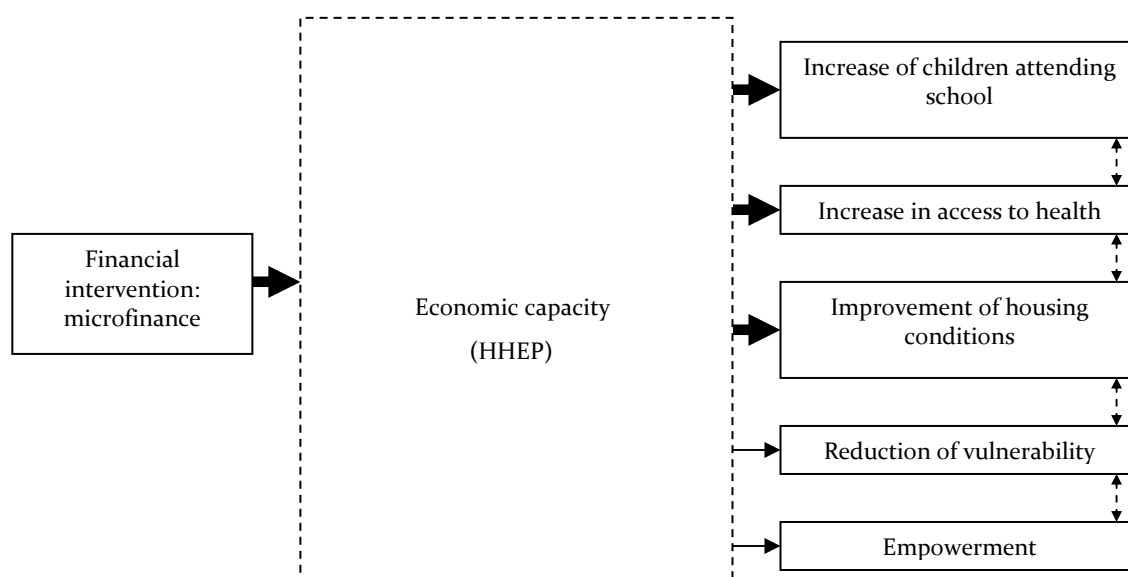 Increase of children attending
school
Increase in access to health
Financial
intervention:
microfinance
Economic capacity
(HHEP)
Improvement of housing
conditions
Reduction of vulnerability
Empowerment